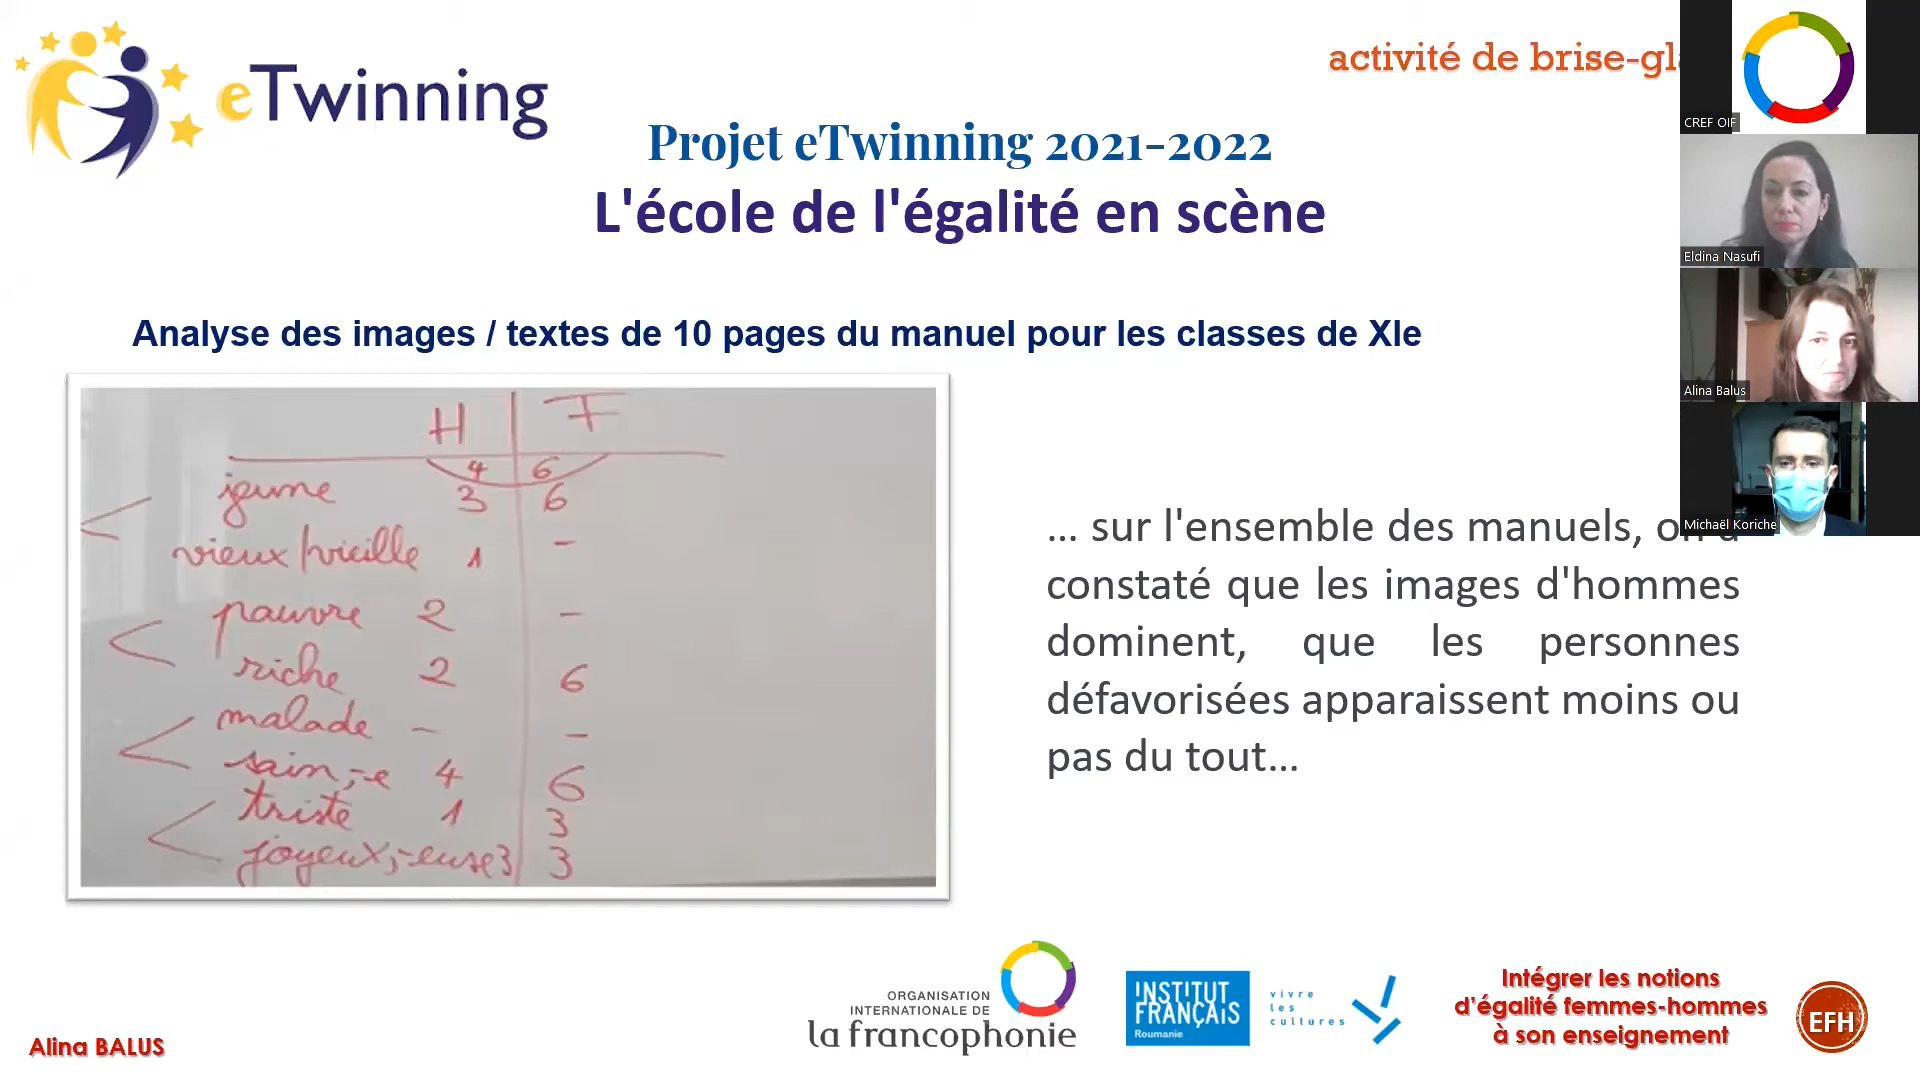 eTwinning
activité de brise-gla
Projet eTwinning 2021-2022
L'école de l'égalité en scène
Analyse des images / textes de 10 pages du manuel pour les classes de XIe
H F
4 6
jeune 3 6
vieux/vieille 1 -
pauvre 2 -
riche 2 6
malade - -
sain,-e 4 6
triste 1 3
joyeux,-euse 3 3
... sur l'ensemble des manuels, on a
constaté que les images d'hommes
dominent, que les personnes
défavorisées apparaissent moins ou
pas du tout...
CREF OIF
Eldina Nasufi
Alina Balus
Michaël Koriche
ORGANISATION
INTERNATIONALE DE
la francophonie
INSTITUT
FRANÇAIS
Roumanie
vivre
les
cultures
Intégrer les notions
d'égalité femmes-hommes
à son enseignement
EFH
Alina BALUS